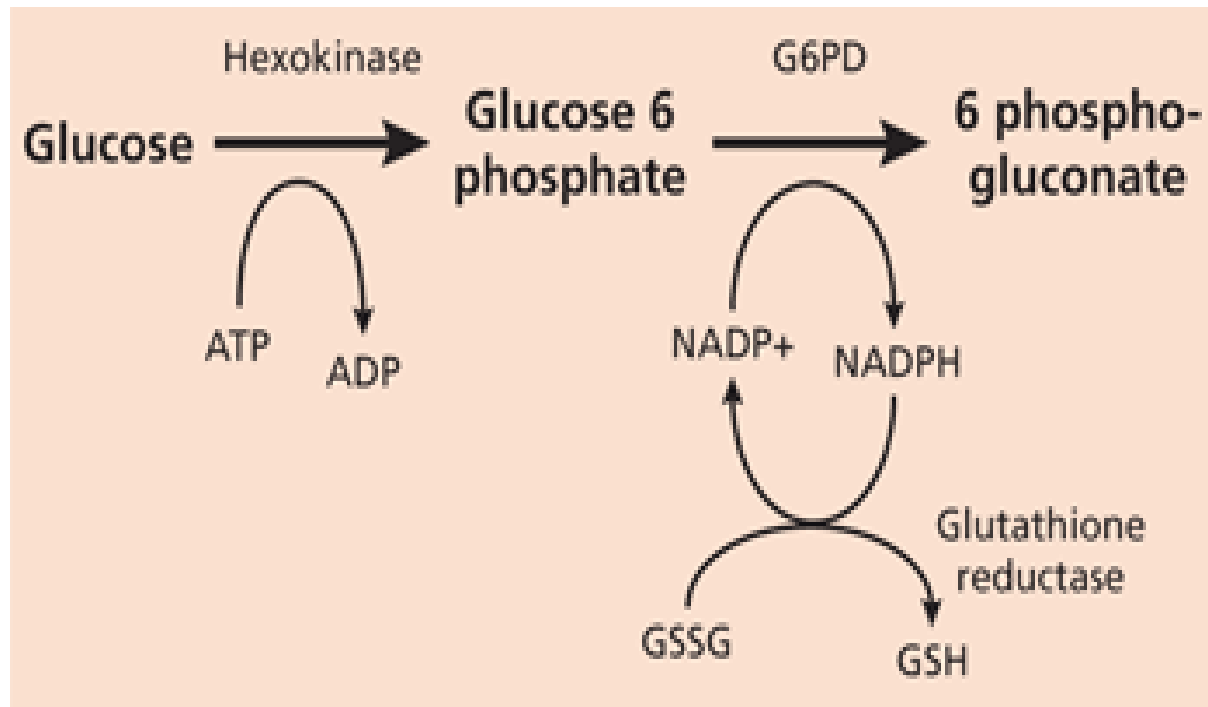 Hexokinase
G6PD
Glucose
Glucose 6
phosphate
6 phospho-
gluconate
ATP
ADP
NADP+
NADPH
Glutathione
reductase
GSSG
GSH